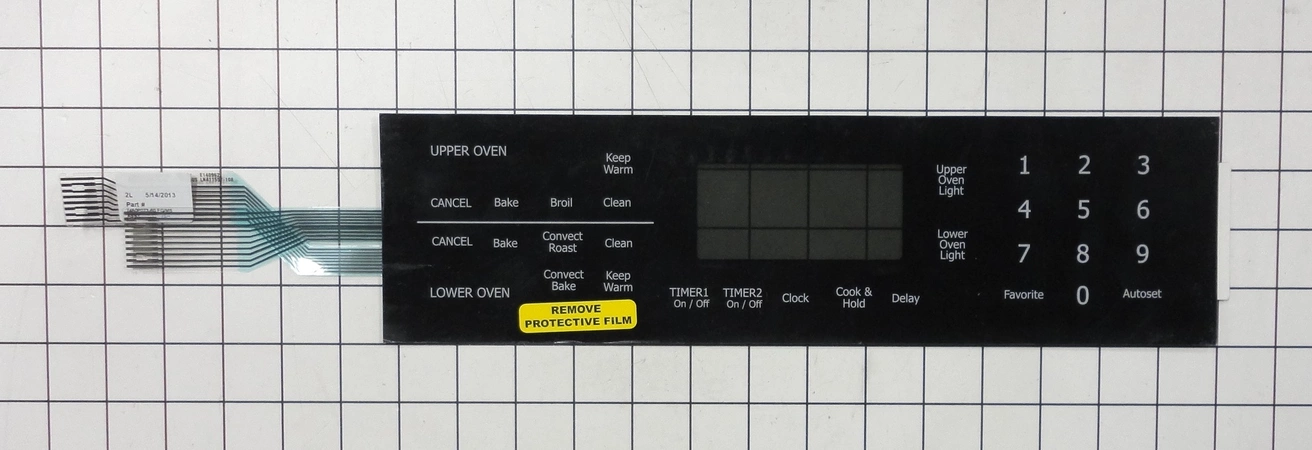 2L 5/14/2013
Part #
UPPER OVEN
Keep
Warm
CANCEL Bake Broil Clean
CANCEL Bake Convect
Roast Clean
Convect
Bake
Keep
Warm
LOWER OVEN
REMOVE
PROTECTIVE FILM
TIMER1
On / Off
TIMER2
On / Off
Clock
Cook &
Hold
Delay
Upper
Oven
Light
Lower
Oven
Light
1 2 3
4 5 6
7 8 9
Favorite 0 Autoset